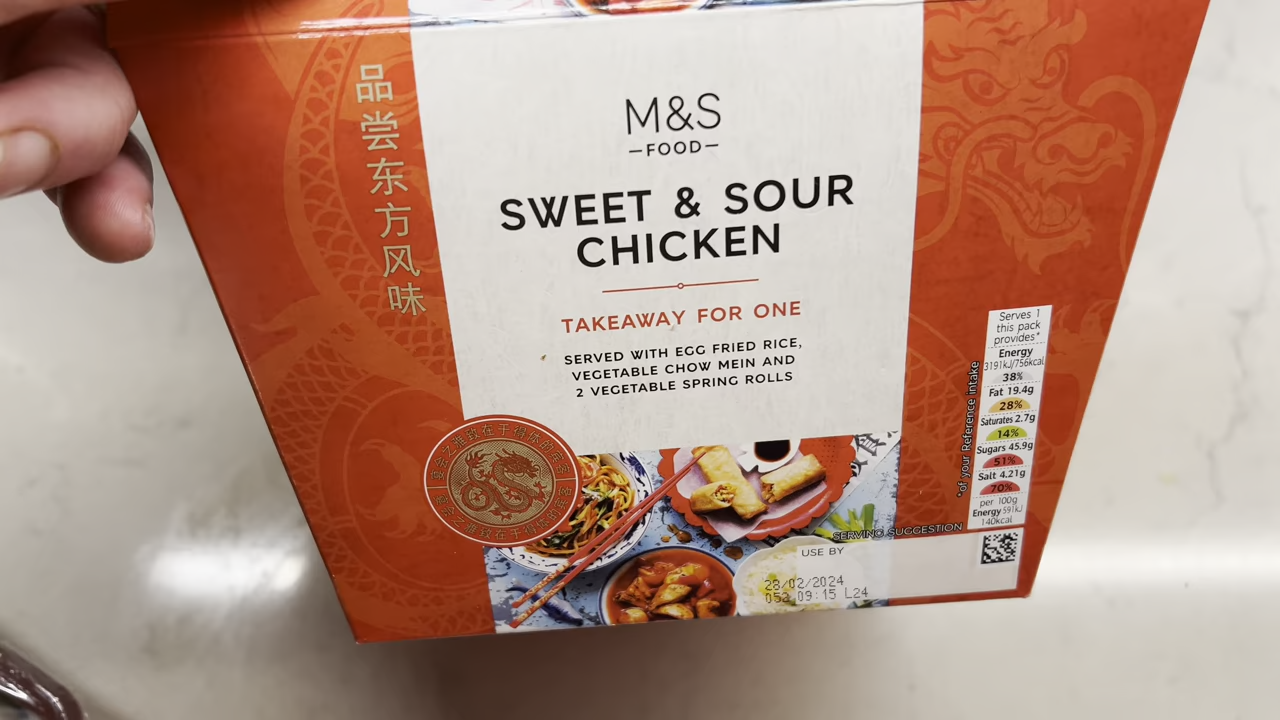 品尝东方风味
M&S
—FOOD—
SWEET & SOUR
CHICKEN
TAKEAWAY FOR ONE
SERVED WITH EGG FRIED RICE,
VEGETABLE CHOW MEIN AND
2 VEGETABLE SPRING ROLLS
*of your Reference intake
Serves 1
this pack
provides*
Energy
3191kJ/756kcal
38%
Fat 19.4g
28%
Saturates 2.7g
14%
Sugars 45.9g
51%
Salt 4.21g
70%
per 100g
Energy 591kJ
140kcal
SERVING SUGGESTION
USE BY
28/02/2024
053 09:15 L24